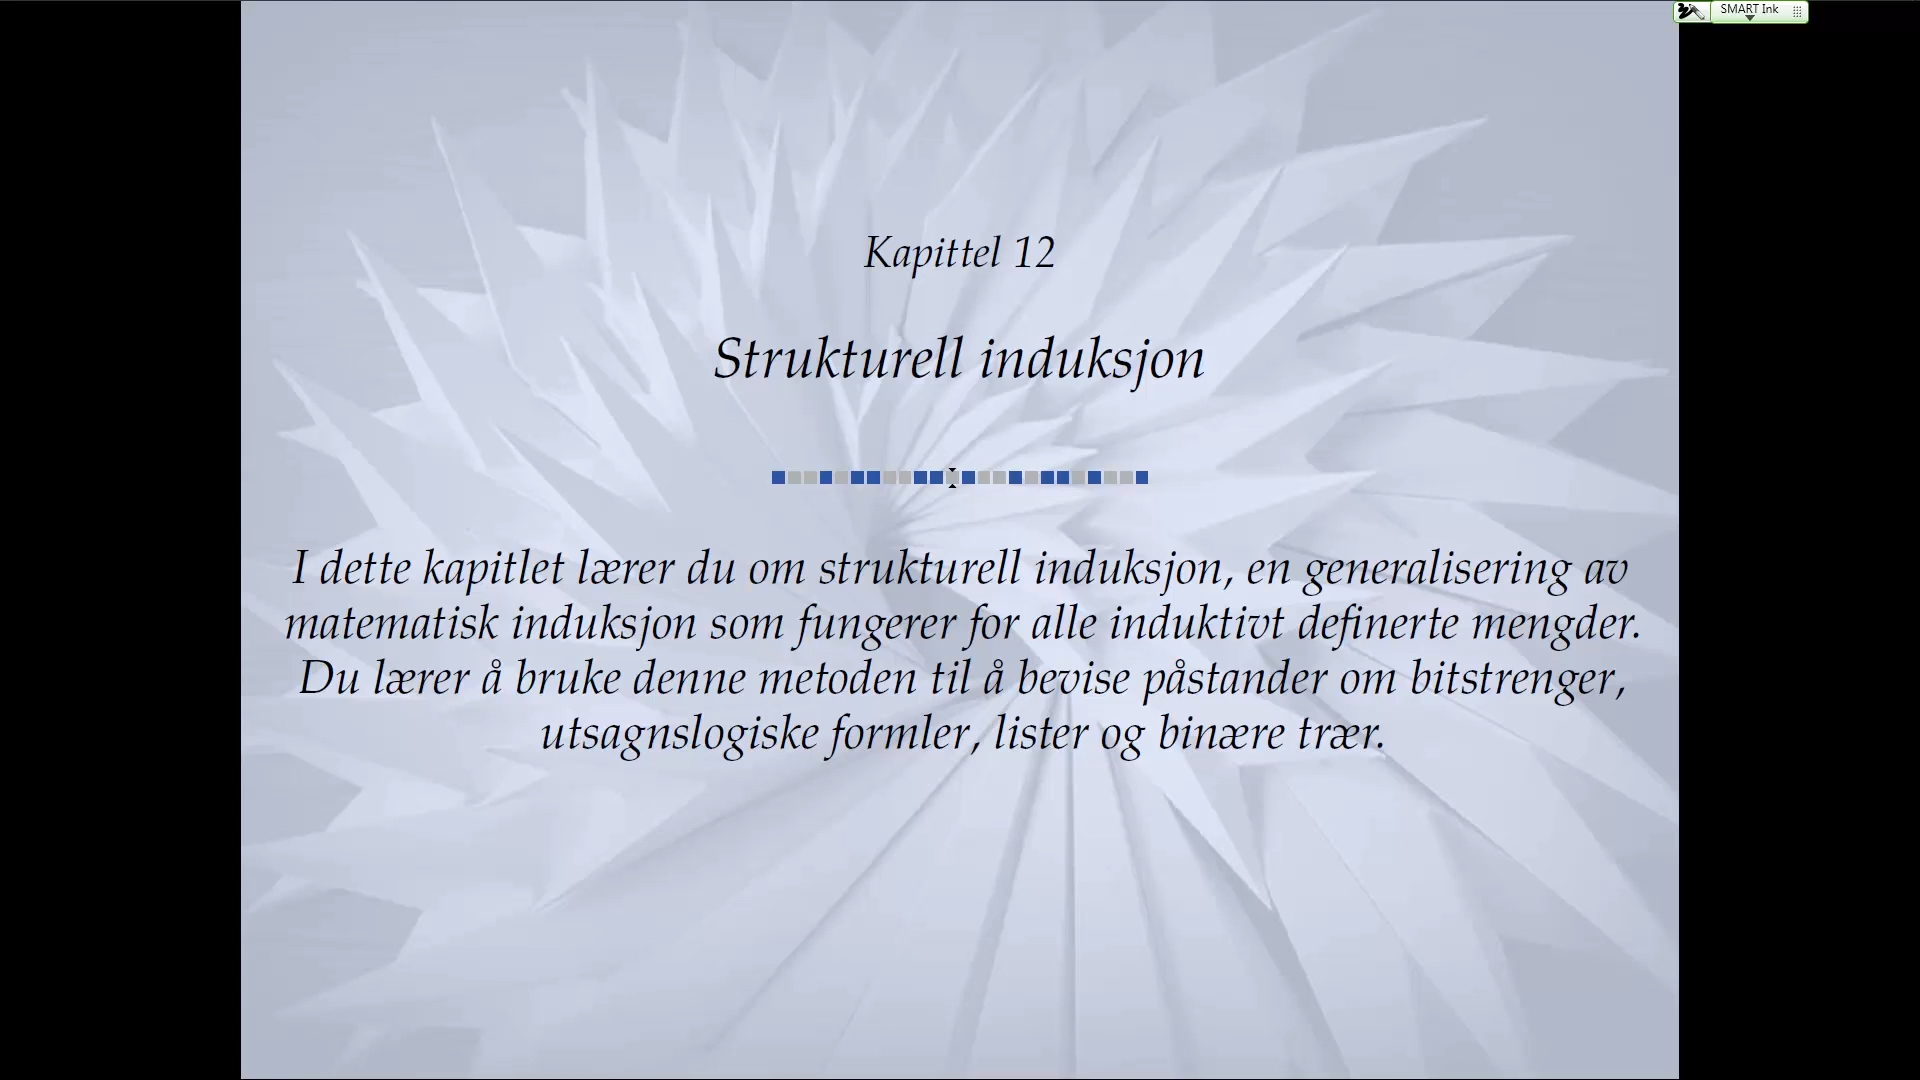 SMART Ink
Kapittel 12
Strukturell induksjon
I dette kapitlet lærer du om strukturell induksjon, en generalisering av
matematisk induksjon som fungerer for alle induktivt definerte mengder.
Du lærer å bruke denne metoden til å bevise påstander om bitstrenger,
utsagnslogiske formler, lister og binære trær.